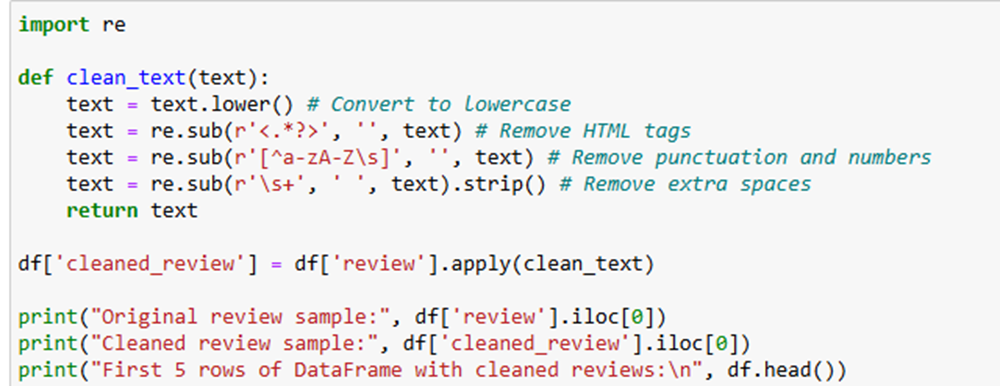 import re
def clean_text(text):
    text = text.lower() # Convert to lowercase
    text = re.sub(r'<.*?>', '', text) # Remove HTML tags
    text = re.sub(r'[^a-zA-Z\s]', '', text) # Remove punctuation and numbers
    text = re.sub(r'\s+', ' ', text).strip() # Remove extra spaces
    return text
df['cleaned_review'] = df['review'].apply(clean_text)
print("Original review sample:", df['review'].iloc[0])
print("Cleaned review sample:", df['cleaned_review'].iloc[0])
print("First 5 rows of DataFrame with cleaned reviews:\n", df.head())